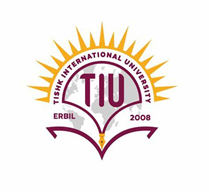 TISHK INTERNATIONAL UNIVERSITY
TIU
ERBIL 2008